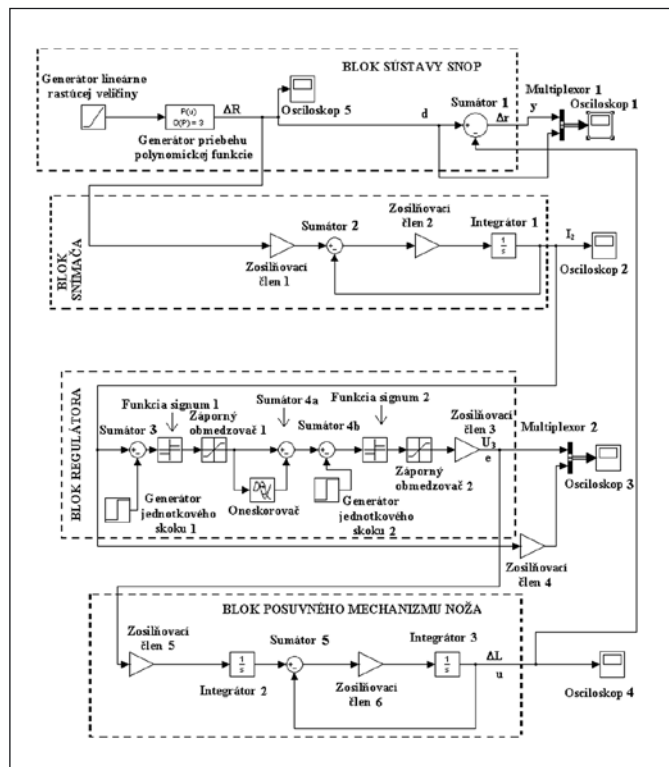 BLOK SÚSTAVY SNOP
Generátor lineárne
rastúcej veličiny
P(u)
O(P) = 3
ΔR
Generátor priebehu
polynomickej funkcie
Osciloskop 5
d
Sumátor 1
Δr
y
Multiplexor 1
Osciloskop 1
BLOK
SNÍMAČA
Zosilňovací
člen 1
Sumátor 2
Zosilňovací
člen 2
Integrátor 1
1
s
I₂
Osciloskop 2
BLOK REGULÁTORA
Sumátor 3
Funkcia signum 1
Záporný
obmedzovač 1
Generátor
jednotkového
skoku 1
Oneskorovač
Sumátor 4a
Sumátor 4b
Funkcia signum 2
Generátor
jednotkového
skoku 2
Záporný
obmedzovač 2
Zosilňovací
člen 3
U₃
e
Multiplexor 2
Osciloskop 3
Zosilňovací
člen 4
BLOK POSUVNÉHO MECHANIZMU NOŽA
Zosilňovací
člen 5
1
s
Integrátor 2
Sumátor 5
Zosilňovací
člen 6
Integrátor 3
1
s
ΔL
u
Osciloskop 4